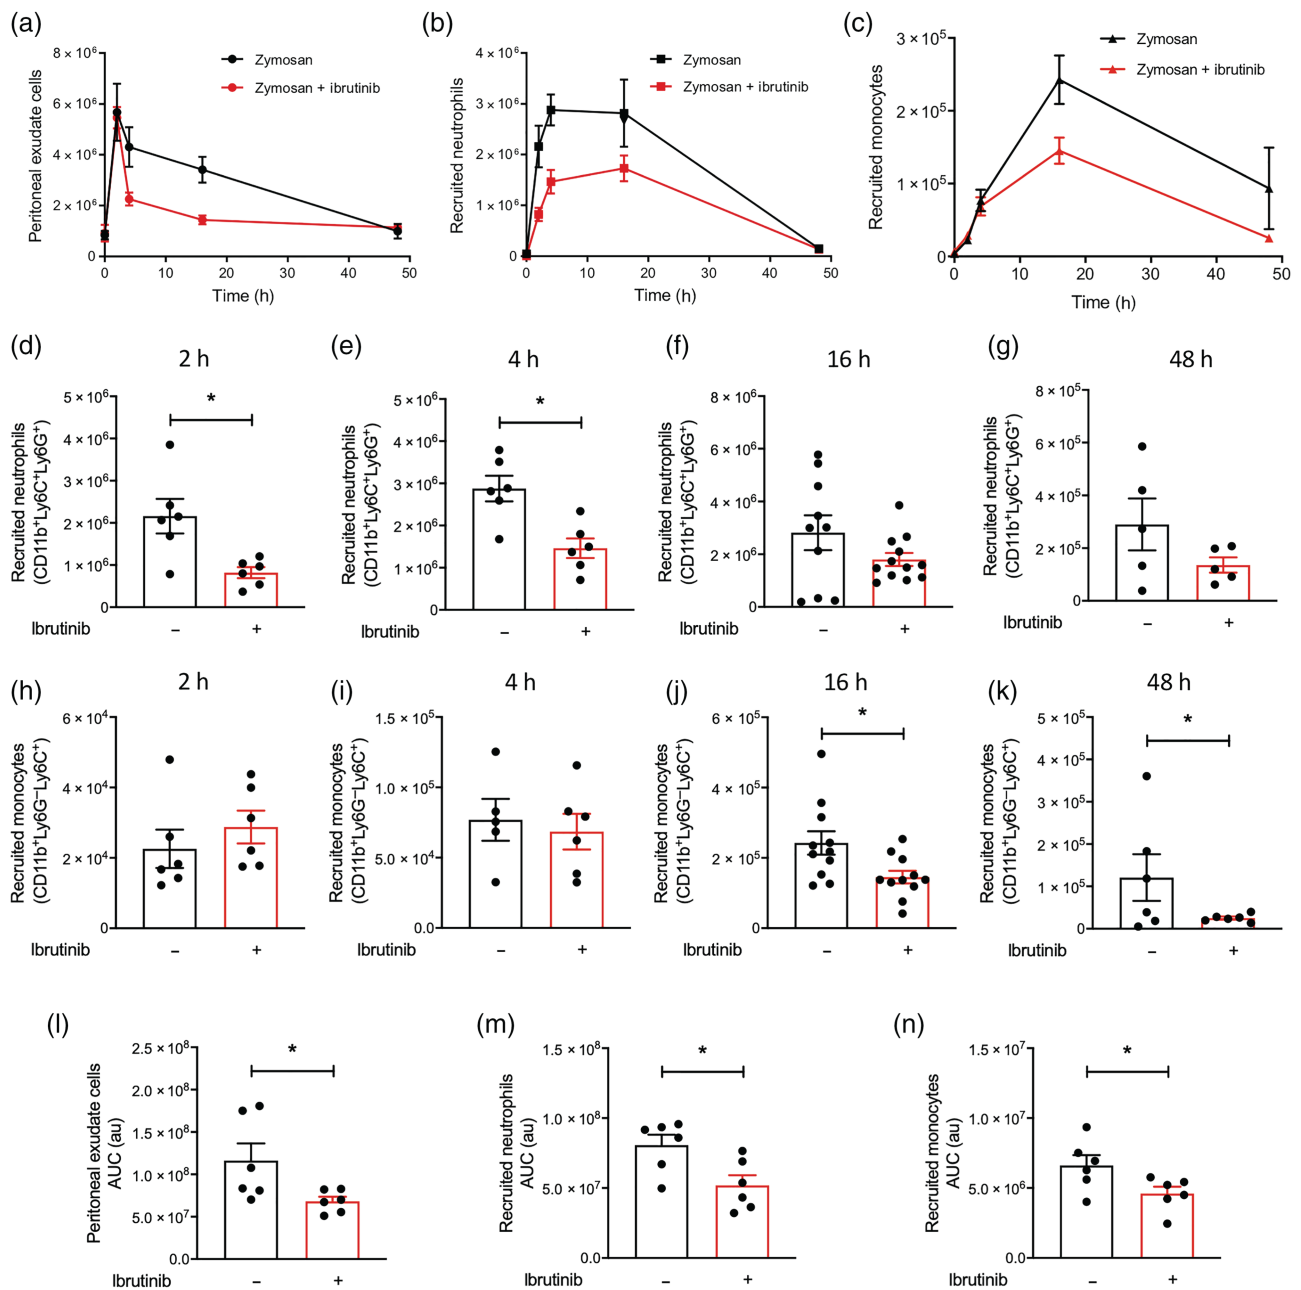 (a)
Peritoneal exudate cells
8 × 10⁶
6 × 10⁶
4 × 10⁶
2 × 10⁶
0
0 10 20 30 40 50
Time (h)
Zymosan
Zymosan + ibrutinib
(b)
Recruited neutrophils
4 × 10⁶
3 × 10⁶
2 × 10⁶
1 × 10⁶
0
0 10 20 30 40 50
Time (h)
Zymosan
Zymosan + ibrutinib
(c)
Recruited monocytes
3 × 10⁵
2 × 10⁵
1 × 10⁵
0
0 10 20 30 40 50
Time (h)
Zymosan
Zymosan + ibrutinib
(d)
2 h
Recruited neutrophils
(CD11b⁺Ly6C⁺Ly6G⁺)
5 × 10⁶
4 × 10⁶
3 × 10⁶
2 × 10⁶
1 × 10⁶
0
*
Ibrutinib – +
(e)
4 h
Recruited neutrophils
(CD11b⁺Ly6C⁺Ly6G⁺)
5 × 10⁶
4 × 10⁶
3 × 10⁶
2 × 10⁶
1 × 10⁶
0
*
Ibrutinib – +
(f)
16 h
Recruited neutrophils
(CD11b⁺Ly6C⁺Ly6G⁺)
8 × 10⁶
6 × 10⁶
4 × 10⁶
2 × 10⁶
0
Ibrutinib – +
(g)
48 h
Recruited neutrophils
(CD11b⁺Ly6C⁺Ly6G⁺)
8 × 10⁵
6 × 10⁵
4 × 10⁵
2 × 10⁵
0
Ibrutinib – +
(h)
2 h
Recruited monocytes
(CD11b⁺Ly6G⁻Ly6C⁺)
6 × 10⁴
4 × 10⁴
2 × 10⁴
0
Ibrutinib – +
(i)
4 h
Recruited monocytes
(CD11b⁺Ly6G⁻Ly6C⁺)
1.5 × 10⁵
1.0 × 10⁵
5.0 × 10⁴
0.0
Ibrutinib – +
(j)
16 h
Recruited monocytes
(CD11b⁺Ly6G⁻Ly6C⁺)
6 × 10⁵
4 × 10⁵
2 × 10⁵
0
*
Ibrutinib – +
(k)
48 h
Recruited monocytes
(CD11b⁺Ly6G⁻Ly6C⁺)
5 × 10⁵
4 × 10⁵
3 × 10⁵
2 × 10⁵
1 × 10⁵
0
*
Ibrutinib – +
(l)
Peritoneal exudate cells
AUC (au)
2.5 × 10⁸
2.0 × 10⁸
1.5 × 10⁸
1.0 × 10⁸
5.0 × 10⁷
0.0
*
Ibrutinib – +
(m)
Recruited neutrophils
AUC (au)
1.5 × 10⁸
1.0 × 10⁸
5.0 × 10⁷
0.0
*
Ibrutinib – +
(n)
Recruited monocytes
AUC (au)
1.5 × 10⁷
1.0 × 10⁷
5.0 × 10⁶
0.0
*
Ibrutinib – +